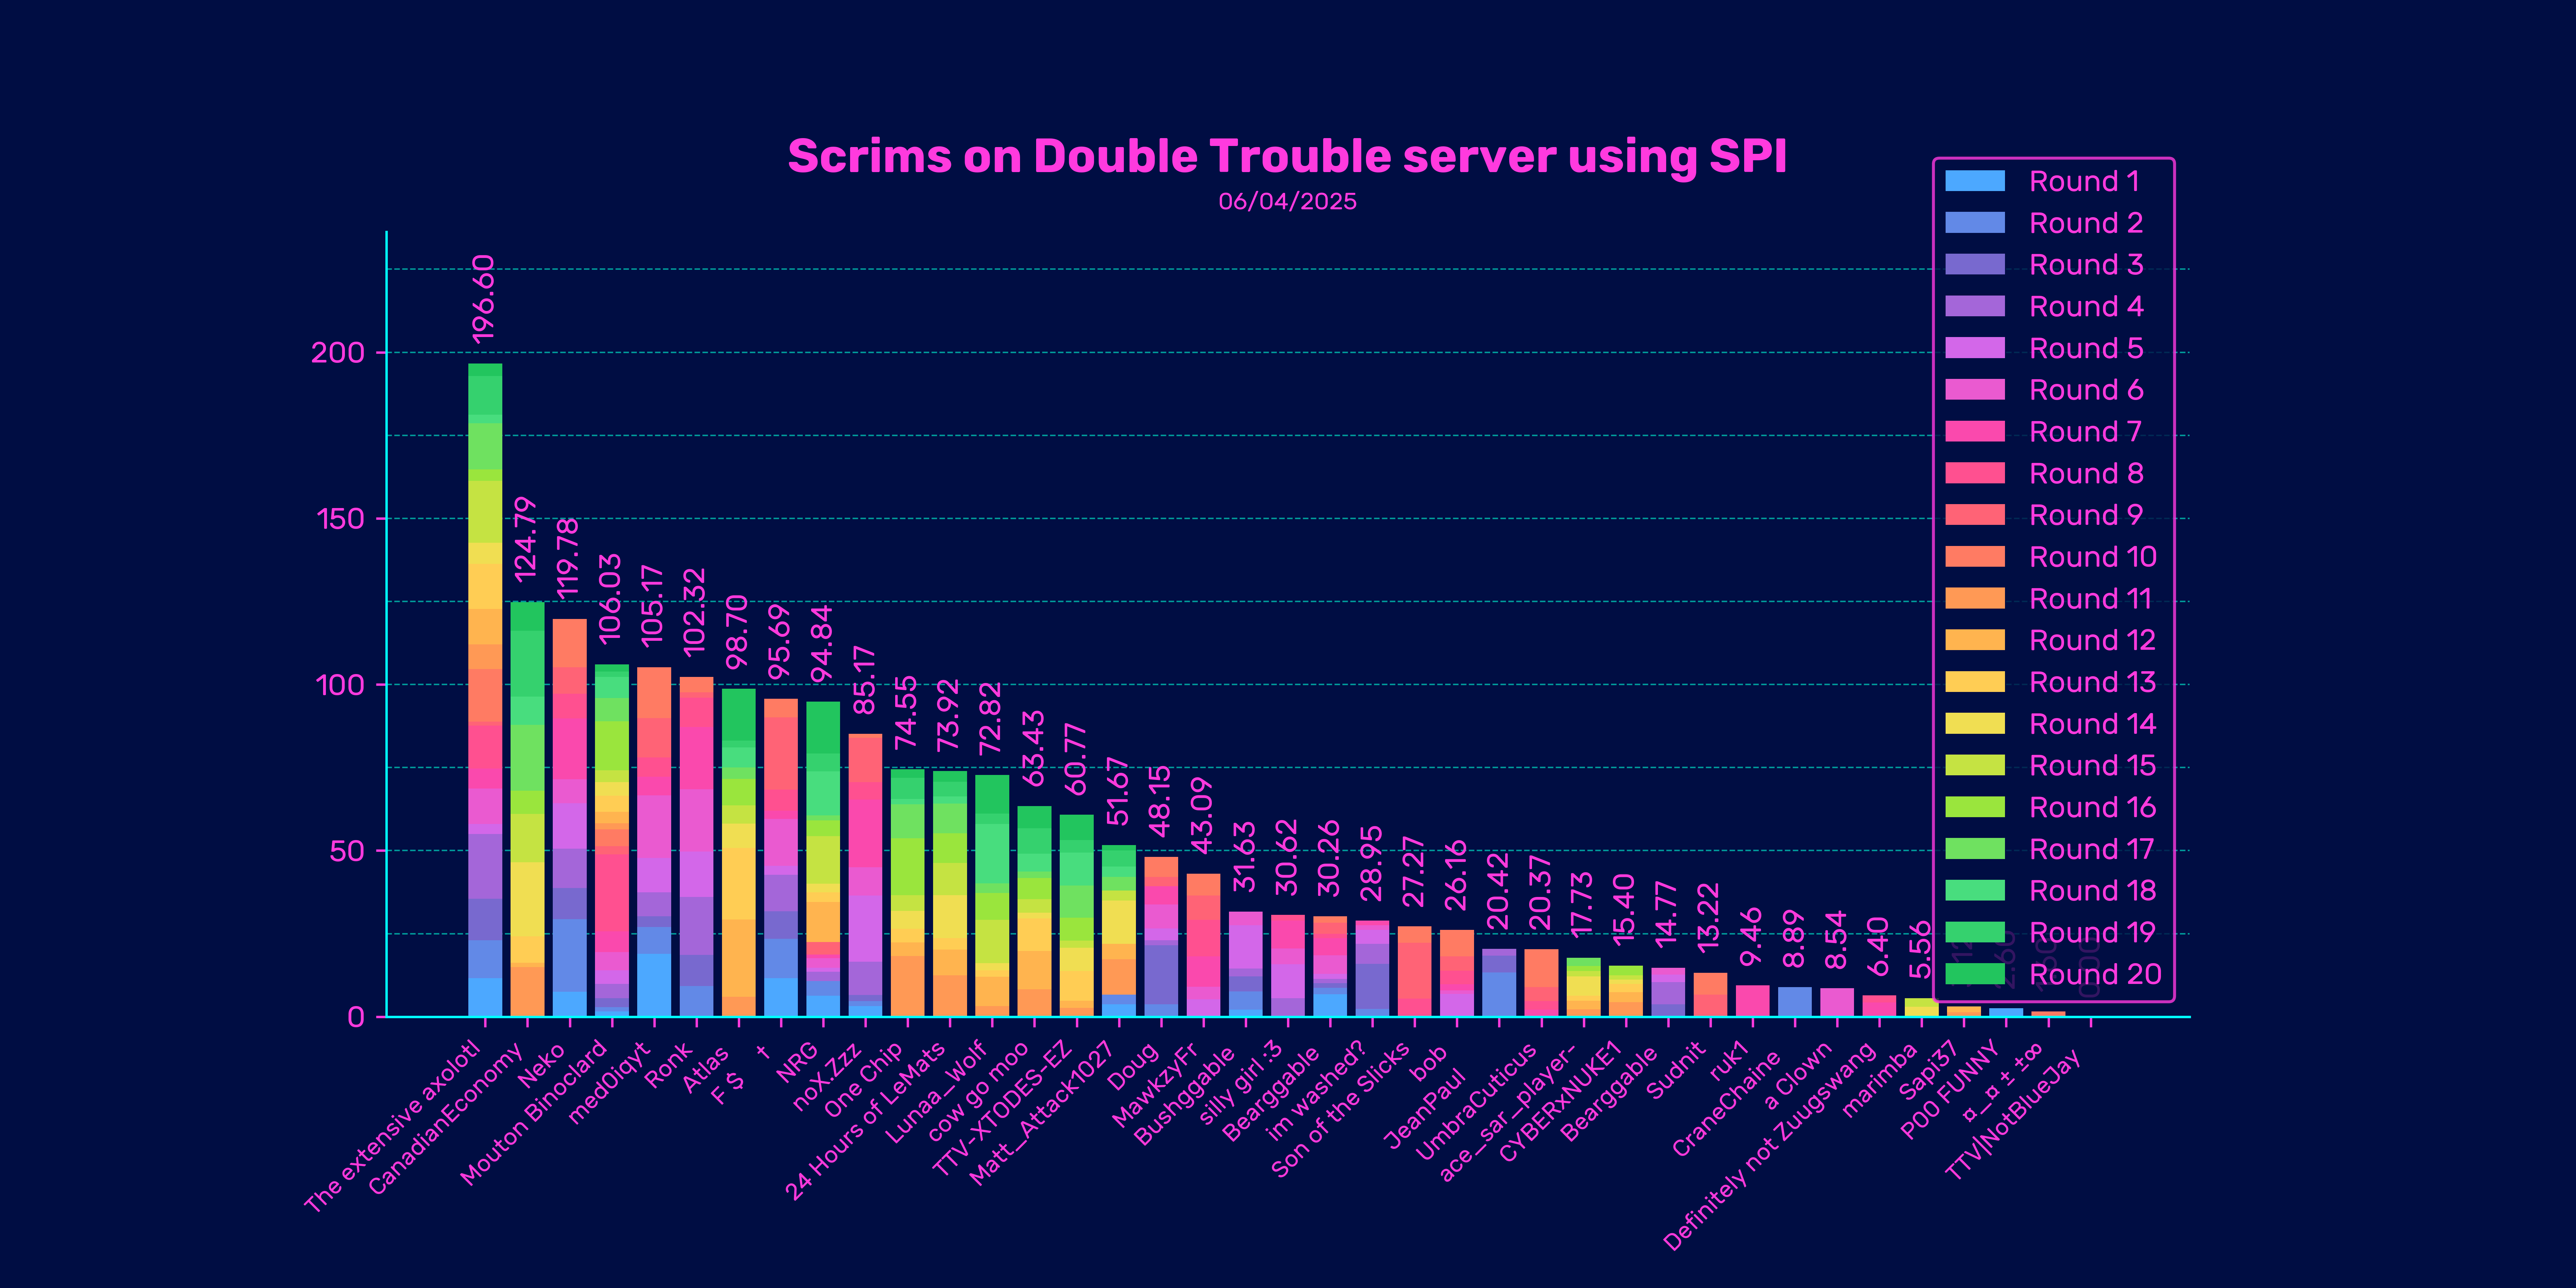 Scrims on Double Trouble server using SPI
06/04/2025
Round 1
Round 2
Round 3
Round 4
Round 5
Round 6
Round 7
Round 8
Round 9
Round 10
Round 11
Round 12
Round 13
Round 14
Round 15
Round 16
Round 17
Round 18
Round 19
Round 20
200
150
100
50
0
196.60
124.79
119.78
106.03
105.17
102.32
98.70
95.69
94.84
85.17
74.55
73.92
72.82
63.43
60.77
51.67
48.15
43.09
31.63
30.62
30.26
28.95
27.27
26.16
20.42
20.37
17.73
15.40
14.77
13.22
9.46
8.89
8.54
6.40
5.56
2.60
0.00
The extensive axolotl
CanadianEconomy
Neko
Mouton Binoclard
med0iqyt
Ronk
Atlas
F $ †
NRG
noX.Zzz
One Chip
24 Hours of LeMats
Lunaa_Wolf
cow go moo
TTV-XTODES-EZ
Matt_Attack1027
Doug
MawkzyFr
Bushggable
silly girl :3
Bearggable
im washed?
Son of the Slicks
bob
JeanPaul
UmbraCuticus
ace_sar_player-
CYBERxNUKE1
Bearggable
Sudnit
ruk1
CraneChaine
a Clown
Definitely not Zuugswang
marimba
Sapi37
POO FUNNY
¤_¤ ± ±∞
TTV|NotBlueJay